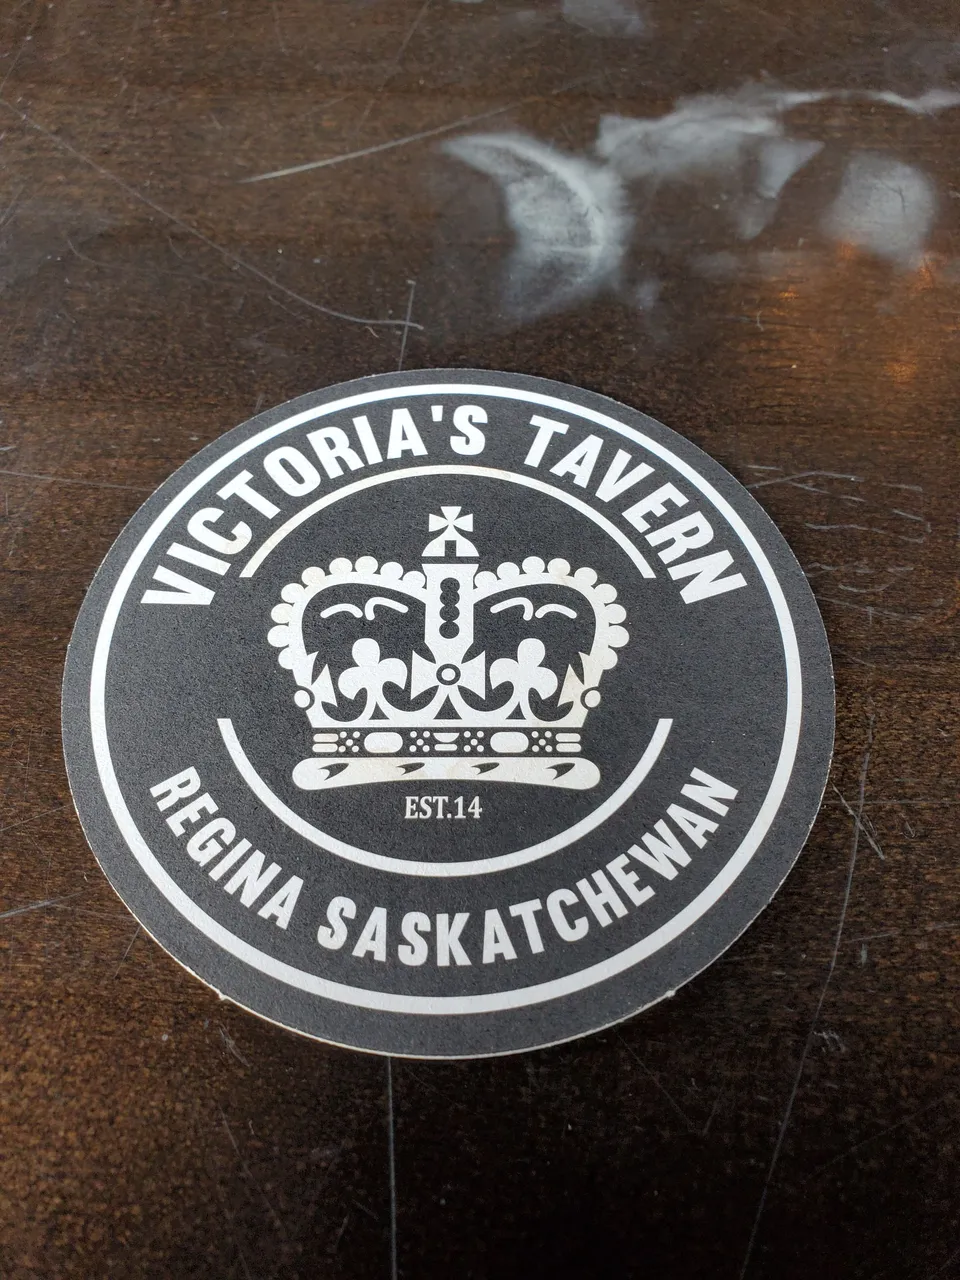 VICTORIA'S TAVERN
EST.14
REGINA SASKATCHEWAN